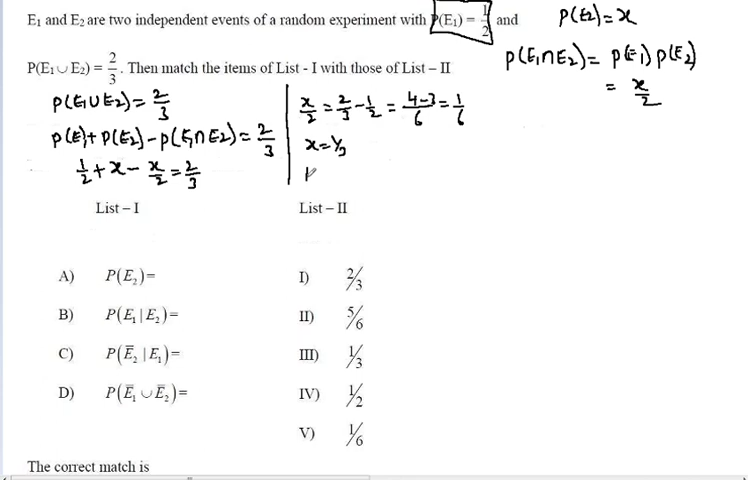 E₁ and E₂ are two independent events of a random experiment with P(E₁) = 1/2 and
P(E₁∪E₂) = 2/3. Then match the items of List - I with those of List – II
P(E2) = x
P(E1∩E2) = P(E1) P(E2)
= x/2
P(E1∪E2) = 2/3
P(E1) + P(E2) – P(E1∩E2) = 2/3
1/2 + x – x/2 = 2/3
x/2 = 2/3 – 1/2 = 4-3/6 = 1/6
x = 1/3
List – I List – II
A) P(E₂)= I) 2/3
B) P(E₁|E₂)= II) 5/6
C) P(Ē₂|E₁)= III) 1/3
D) P(Ē₁∪Ē₂)= IV) 1/2
V) 1/6
The correct match is